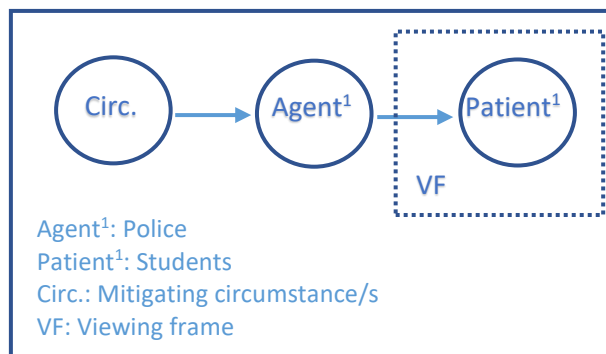 Circ. Agent¹ Patient¹
VF
Agent¹: Police
Patient¹: Students
Circ.: Mitigating circumstance/s
VF: Viewing frame